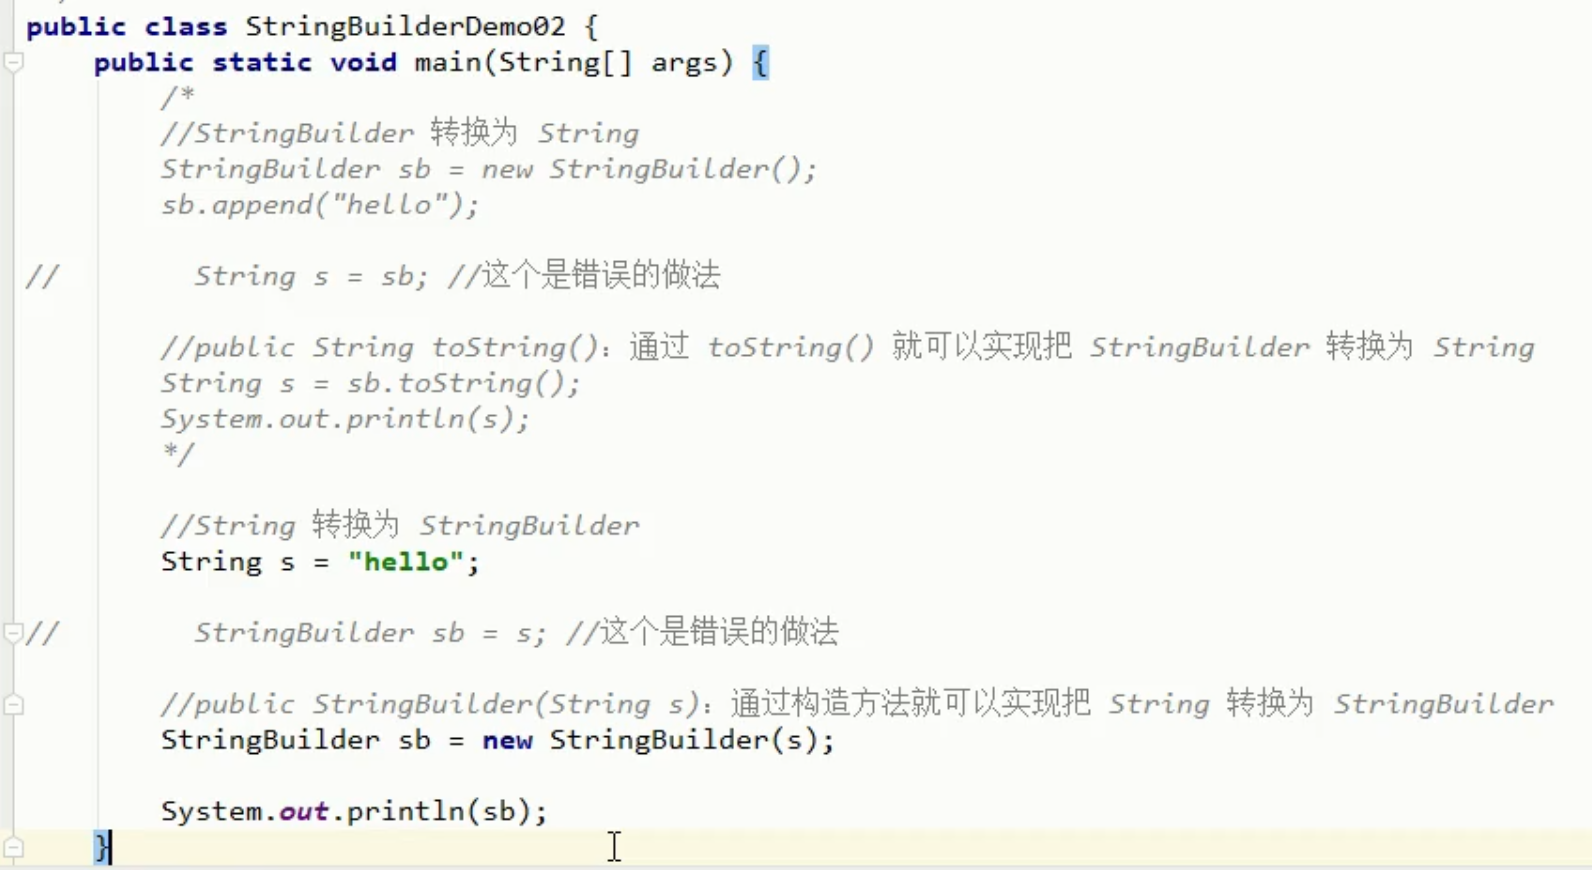 public class StringBuilderDemo02 {
    public static void main(String[] args) {
        /*
        //StringBuilder 转换为 String
        StringBuilder sb = new StringBuilder();
        sb.append("hello");
//        String s = sb; //这个是错误的做法
        //public String toString()：通过 toString() 就可以实现把 StringBuilder 转换为 String
        String s = sb.toString();
        System.out.println(s);
        */
        //String 转换为 StringBuilder
        String s = "hello";
//        StringBuilder sb = s; //这个是错误的做法
        //public StringBuilder(String s)：通过构造方法就可以实现把 String 转换为 StringBuilder
        StringBuilder sb = new StringBuilder(s);
        System.out.println(sb);
    }